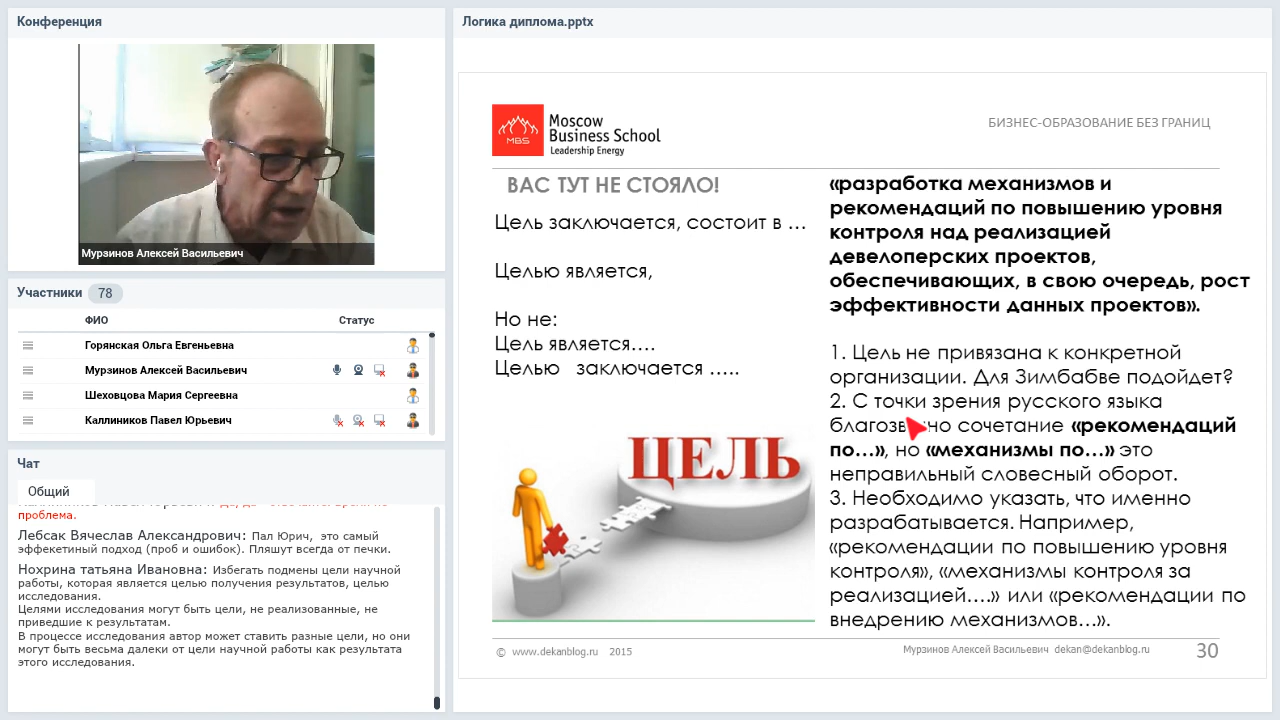 Конференция
Мурзинов Алексей Васильевич
Участники 78
ФИО Статус
Горянская Ольга Евгеньевна
Мурзинов Алексей Васильевич
Шеховцова Мария Сергеевна
Каллиников Павел Юрьевич
Чат
Общий
проблема.
Лебсак Вячеслав Александрович: Пал Юрич, это самый
эффекетиный подход (проб и ошибок). Пляшут всегда от печки.
Нохрина татьяна Ивановна: Избегать подмены цели научной
работы, которая является целью получения результатов, целью
исследования.
Целями исследования могут быть цели, не реализованные, не
приведшие к результатам.
В процессе исследования автор может ставить разные цели, но они
могут быть весьма далеки от цели научной работы как результата
этого исследования.
Логика диплома.pptx
MBS
Moscow
Business School
Leadership Energy
БИЗНЕС-ОБРАЗОВАНИЕ БЕЗ ГРАНИЦ
ВАС ТУТ НЕ СТОЯЛО!
Цель заключается, состоит в …
Целью является,
Но не:
Цель является….
Целью заключается …..
ЦЕЛЬ
«разработка механизмов и
рекомендаций по повышению уровня
контроля над реализацией
девелоперских проектов,
обеспечивающих, в свою очередь, рост
эффективности данных проектов».
1. Цель не привязана к конкретной
организации. Для Зимбабве подойдет?
2. С точки зрения русского языка
сочетание «рекомендаций
по…», но «механизмы по…» это
неправильный словесный оборот.
3. Необходимо указать, что именно
разрабатывается. Например,
«рекомендации по повышению уровня
контроля», «механизмы контроля за
реализацией….» или «рекомендации по
внедрению механизмов…».
© www.dekanblog.ru 2015
Мурзинов Алексей Васильевич dekan@dekanblog.ru
30